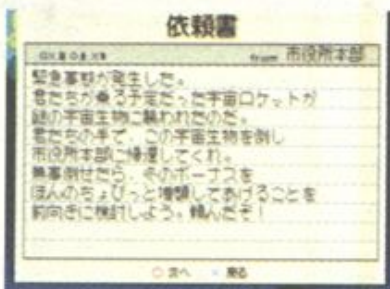 依頼書
from 市役所本部
緊急事態が発生した。
君たちが乗る予定だった宇宙ロケットが
謎の宇宙生物に襲われたのだ。
君たちの手で、この宇宙生物を倒し
市役所本部に帰還してくれ。
無事倒せたら、冬のボーナスを
ほんのちょびっと増額してあげることを
前向きに検討しよう。頼んだぞ！
○ 次へ × 戻る